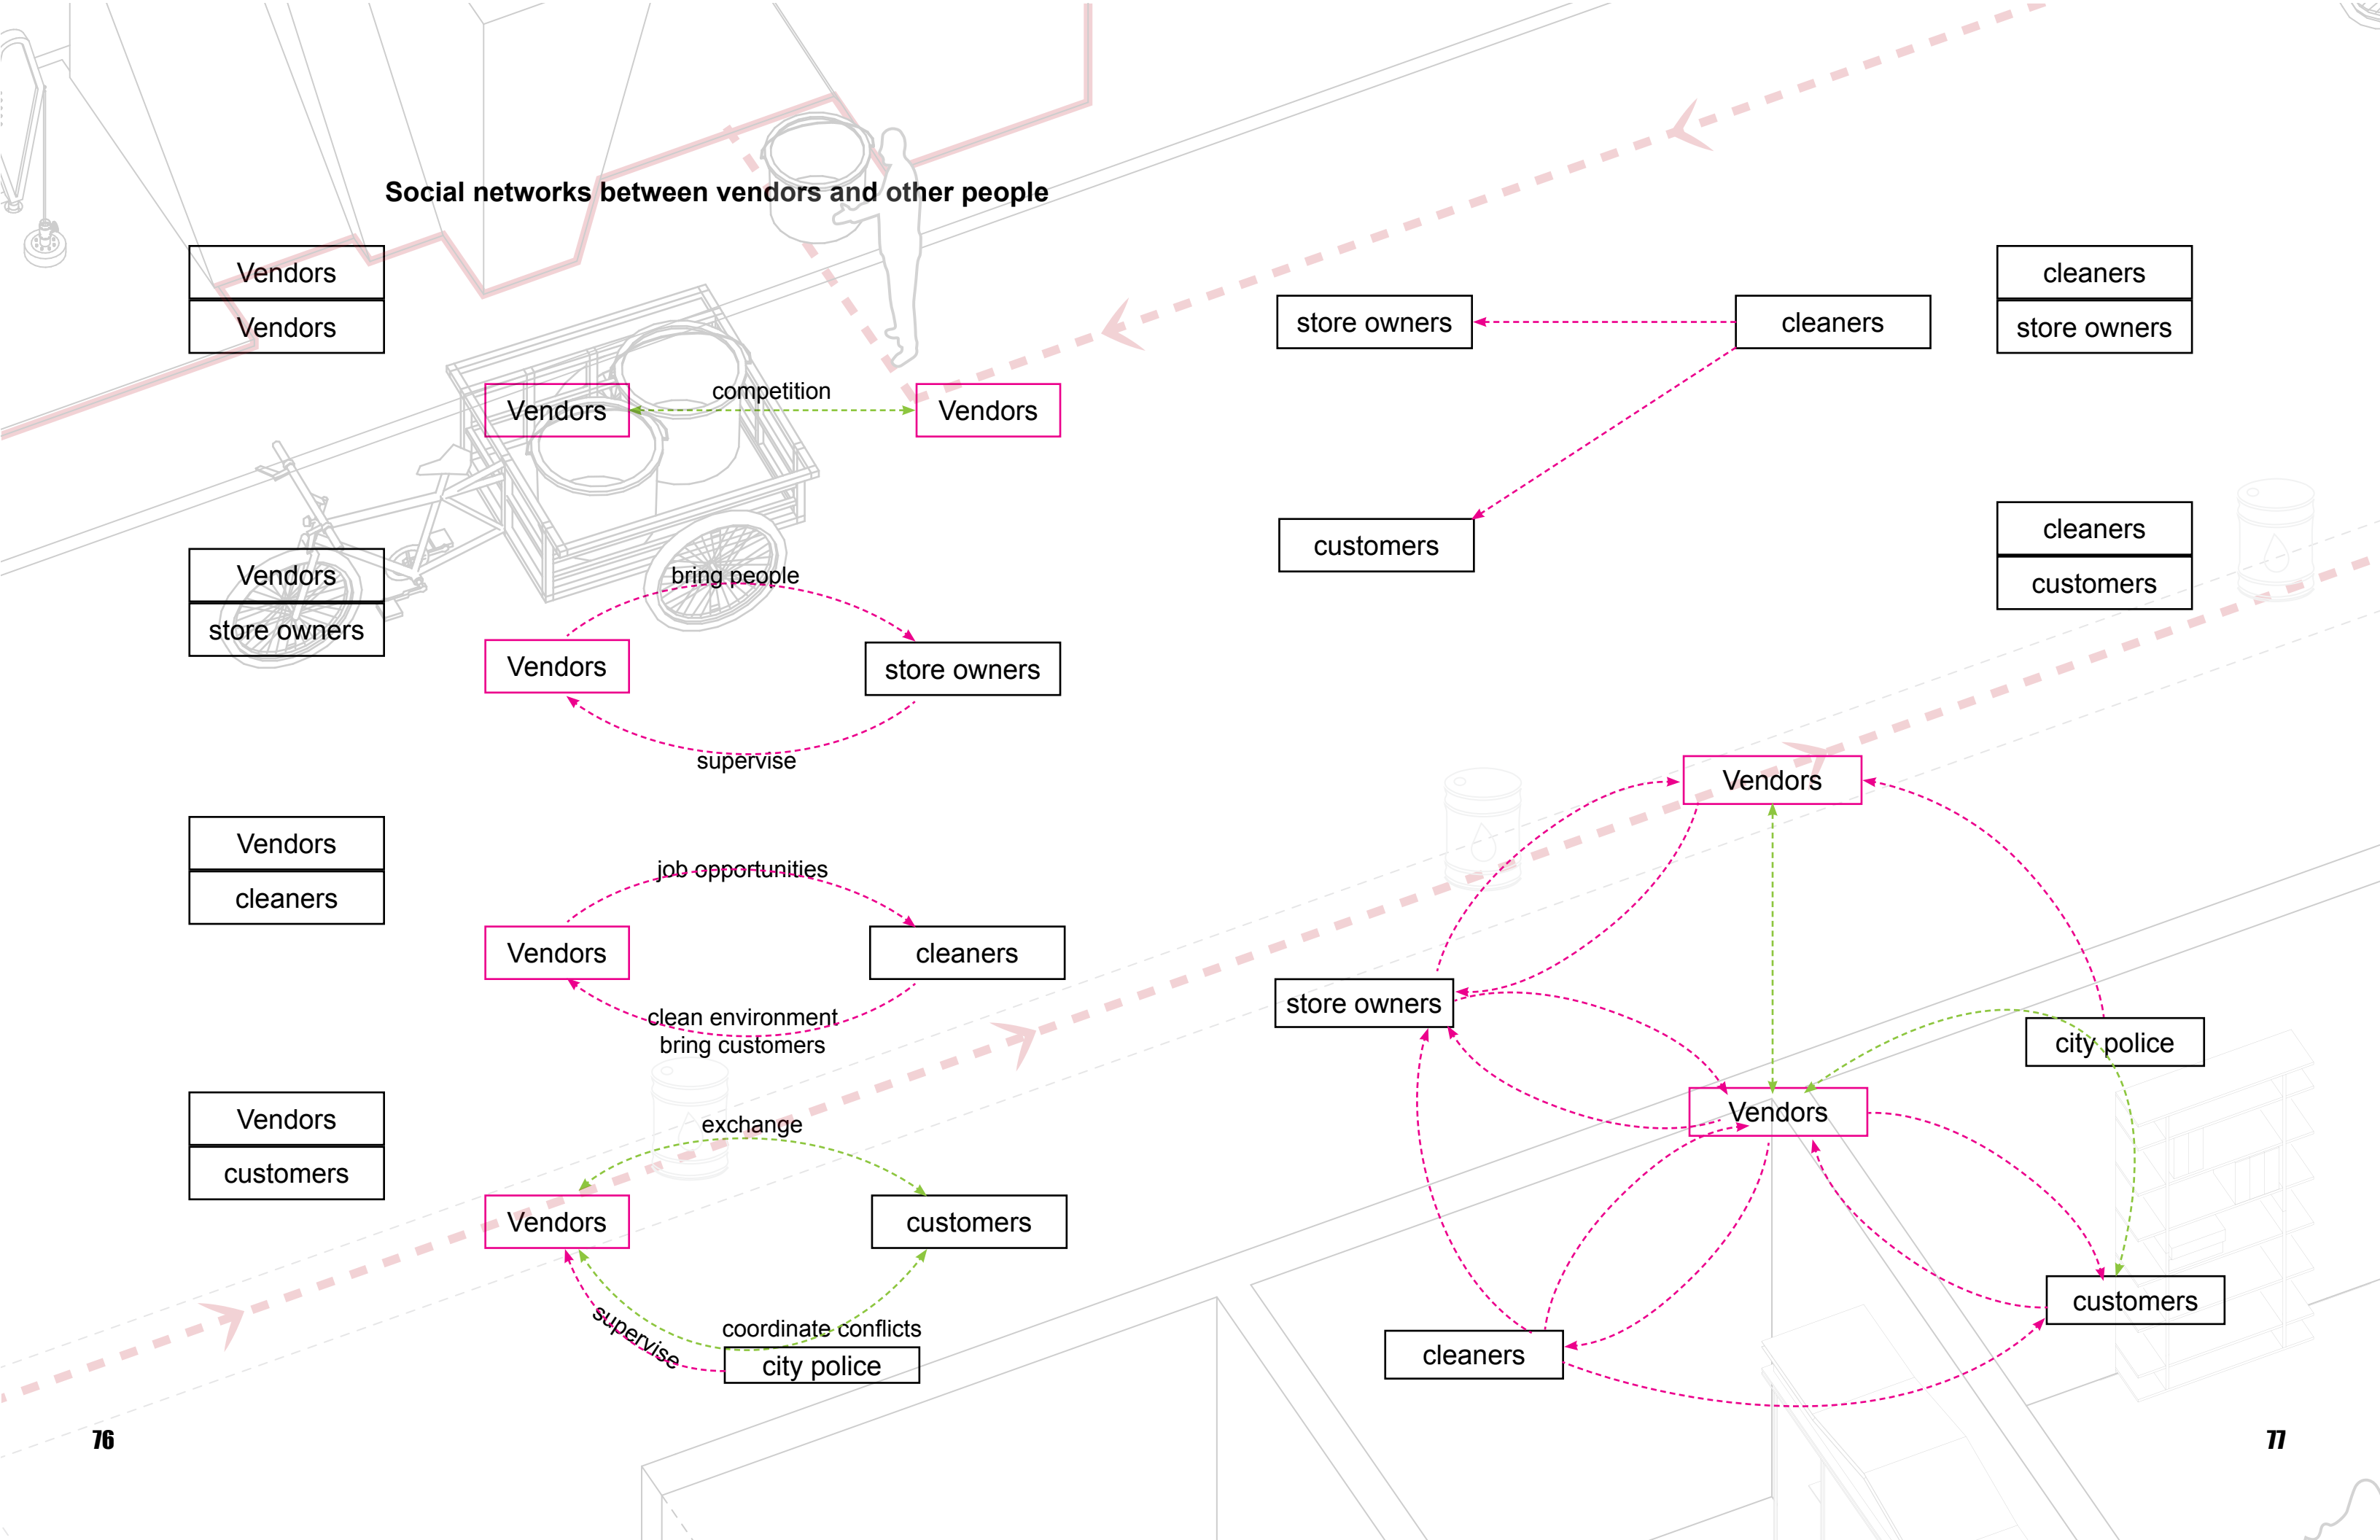 Social networks between vendors and other people
Vendors
Vendors
Vendors
competition
Vendors
Vendors
store owners
bring people
Vendors
store owners
supervise
Vendors
cleaners
job opportunities
Vendors
cleaners
clean environment
bring customers
Vendors
customers
exchange
Vendors
customers
supervise
coordinate conflicts
city police
76
store owners
cleaners
customers
cleaners
store owners
cleaners
customers
Vendors
store owners
city police
Vendors
customers
cleaners
77